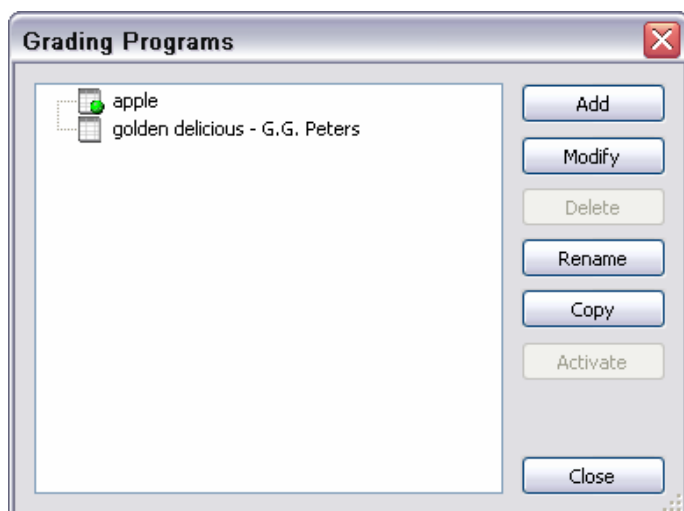 Grading Programs
apple
golden delicious - G.G. Peters
Add
Modify
Delete
Rename
Copy
Activate
Close